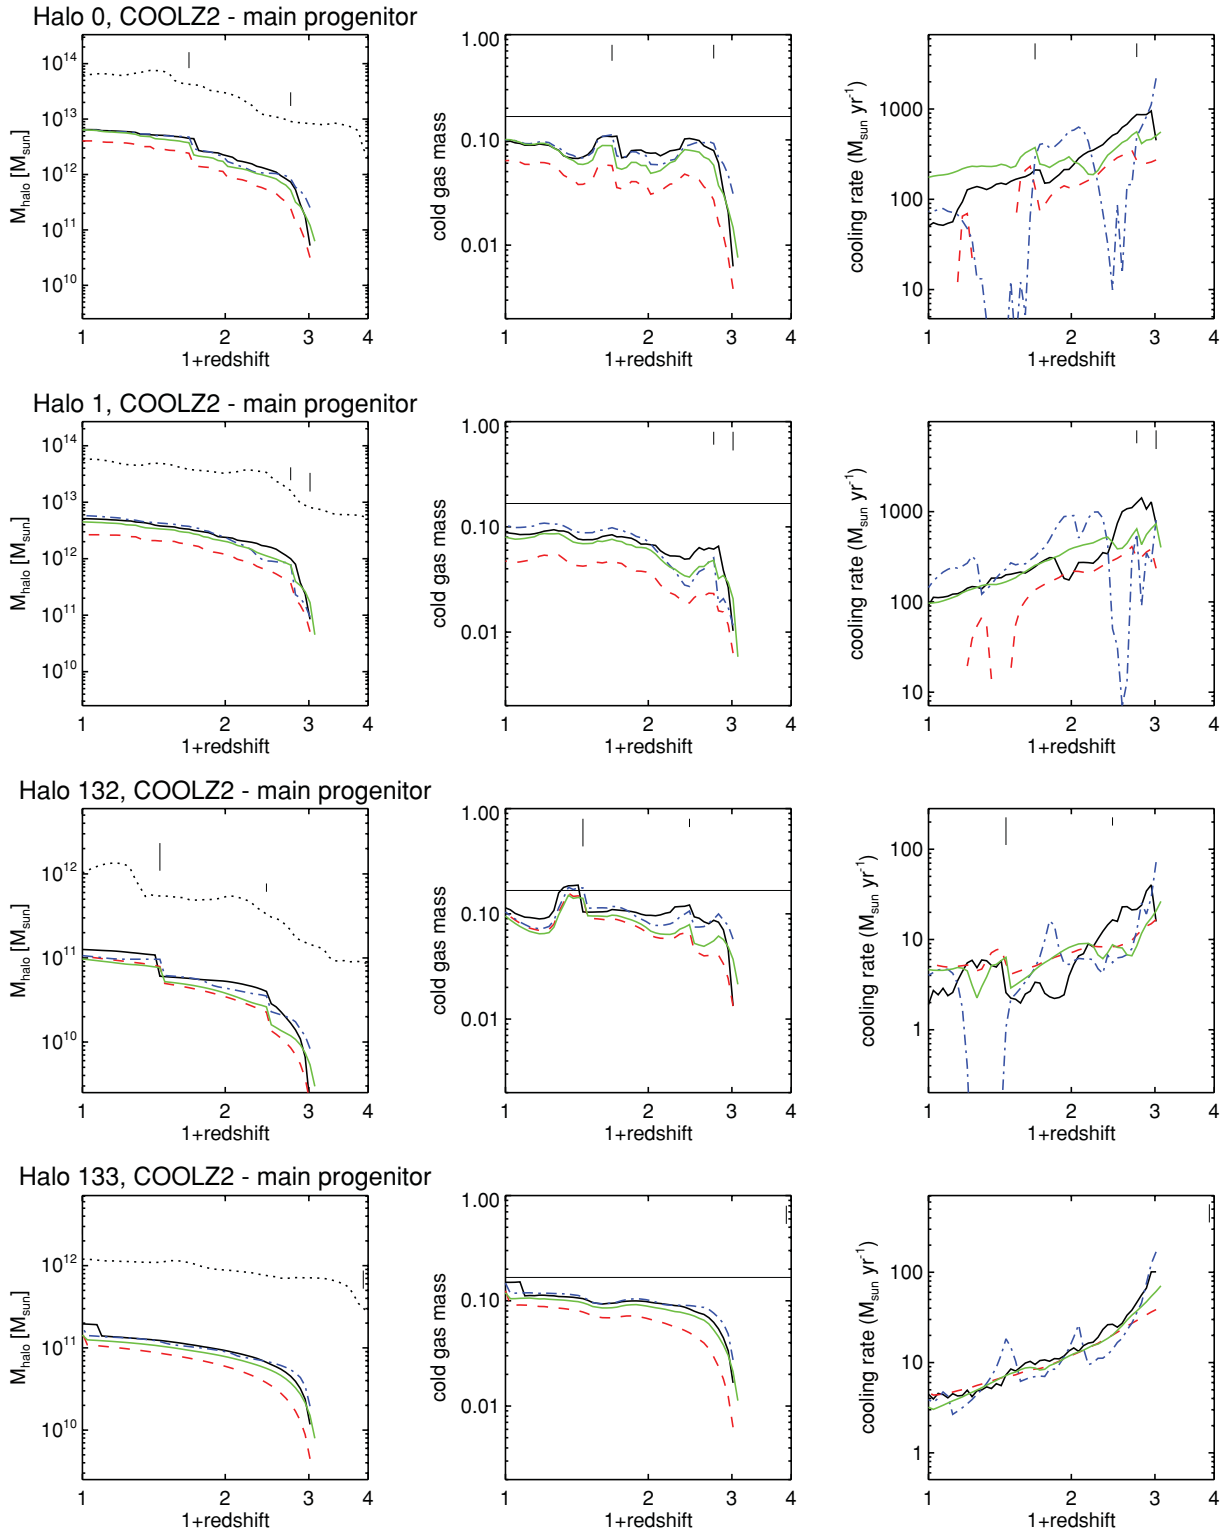 Halo 0, COOLZ2 - main progenitor
M_halo [M_sun]
10^14
10^13
10^12
10^11
10^10
1 2 3 4
1+redshift
cold gas mass
1.00
0.10
0.01
1 2 3 4
1+redshift
cooling rate (M_sun yr^-1)
1000
100
10
1 2 3 4
1+redshift
Halo 1, COOLZ2 - main progenitor
M_halo [M_sun]
10^14
10^13
10^12
10^11
10^10
1 2 3 4
1+redshift
cold gas mass
1.00
0.10
0.01
1 2 3 4
1+redshift
cooling rate (M_sun yr^-1)
1000
100
10
1 2 3 4
1+redshift
Halo 132, COOLZ2 - main progenitor
M_halo [M_sun]
10^12
10^11
10^10
1 2 3 4
1+redshift
cold gas mass
1.00
0.10
0.01
1 2 3 4
1+redshift
cooling rate (M_sun yr^-1)
100
10
1
1 2 3 4
1+redshift
Halo 133, COOLZ2 - main progenitor
M_halo [M_sun]
10^12
10^11
10^10
1 2 3 4
1+redshift
cold gas mass
1.00
0.10
0.01
1 2 3 4
1+redshift
cooling rate (M_sun yr^-1)
100
10
1
1 2 3 4
1+redshift